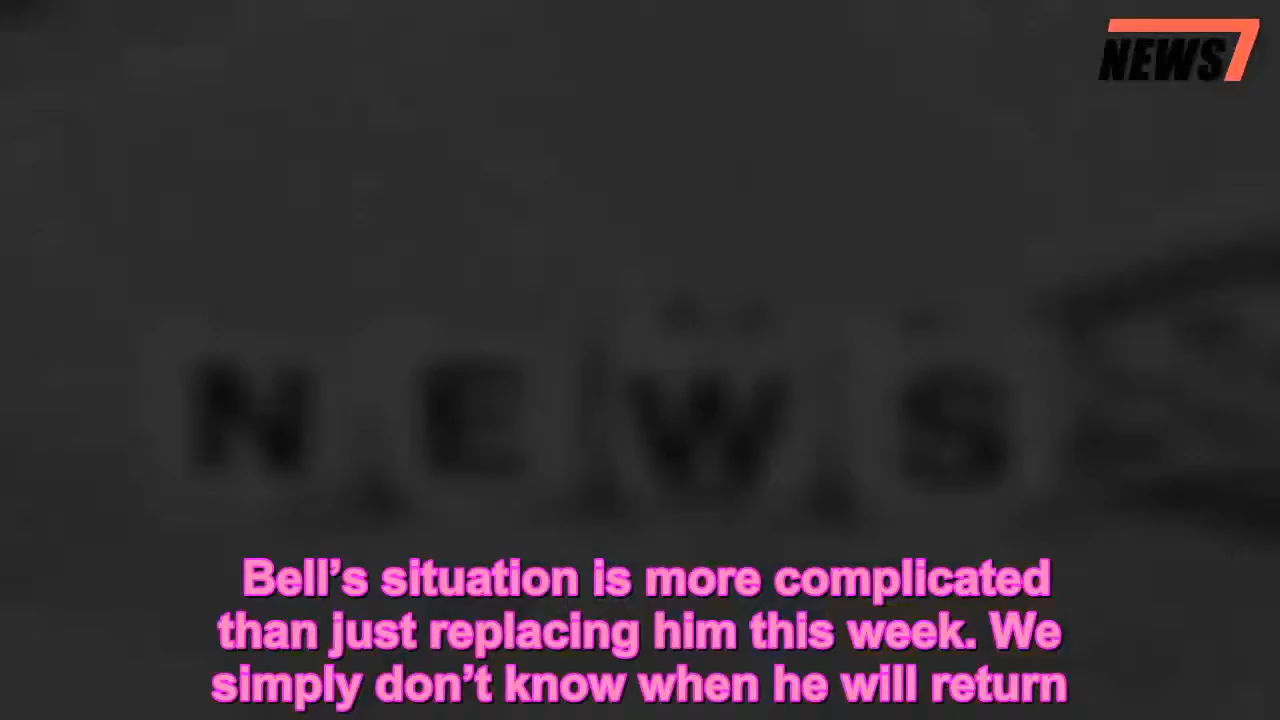 NEWS7
NEWS
Bell’s situation is more complicated
than just replacing him this week. We
simply don’t know when he will return